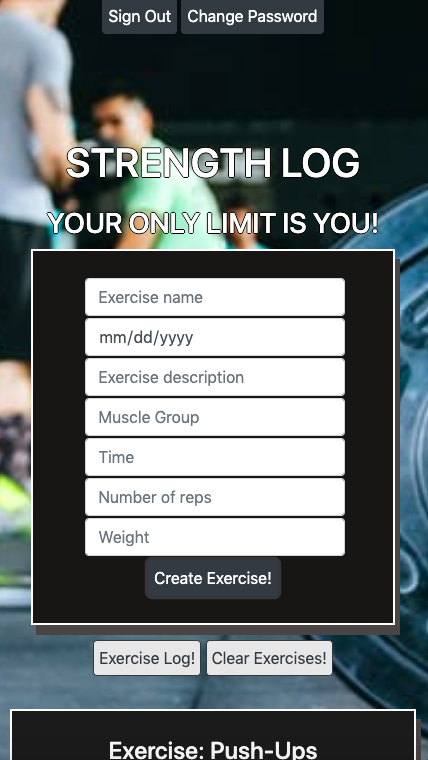 Sign Out Change Password
STRENGTH LOG
YOUR ONLY LIMIT IS YOU!
Exercise name
mm/dd/yyyy
Exercise description
Muscle Group
Time
Number of reps
Weight
Create Exercise!
Exercise Log! Clear Exercises!
Exercise: Push-Ups